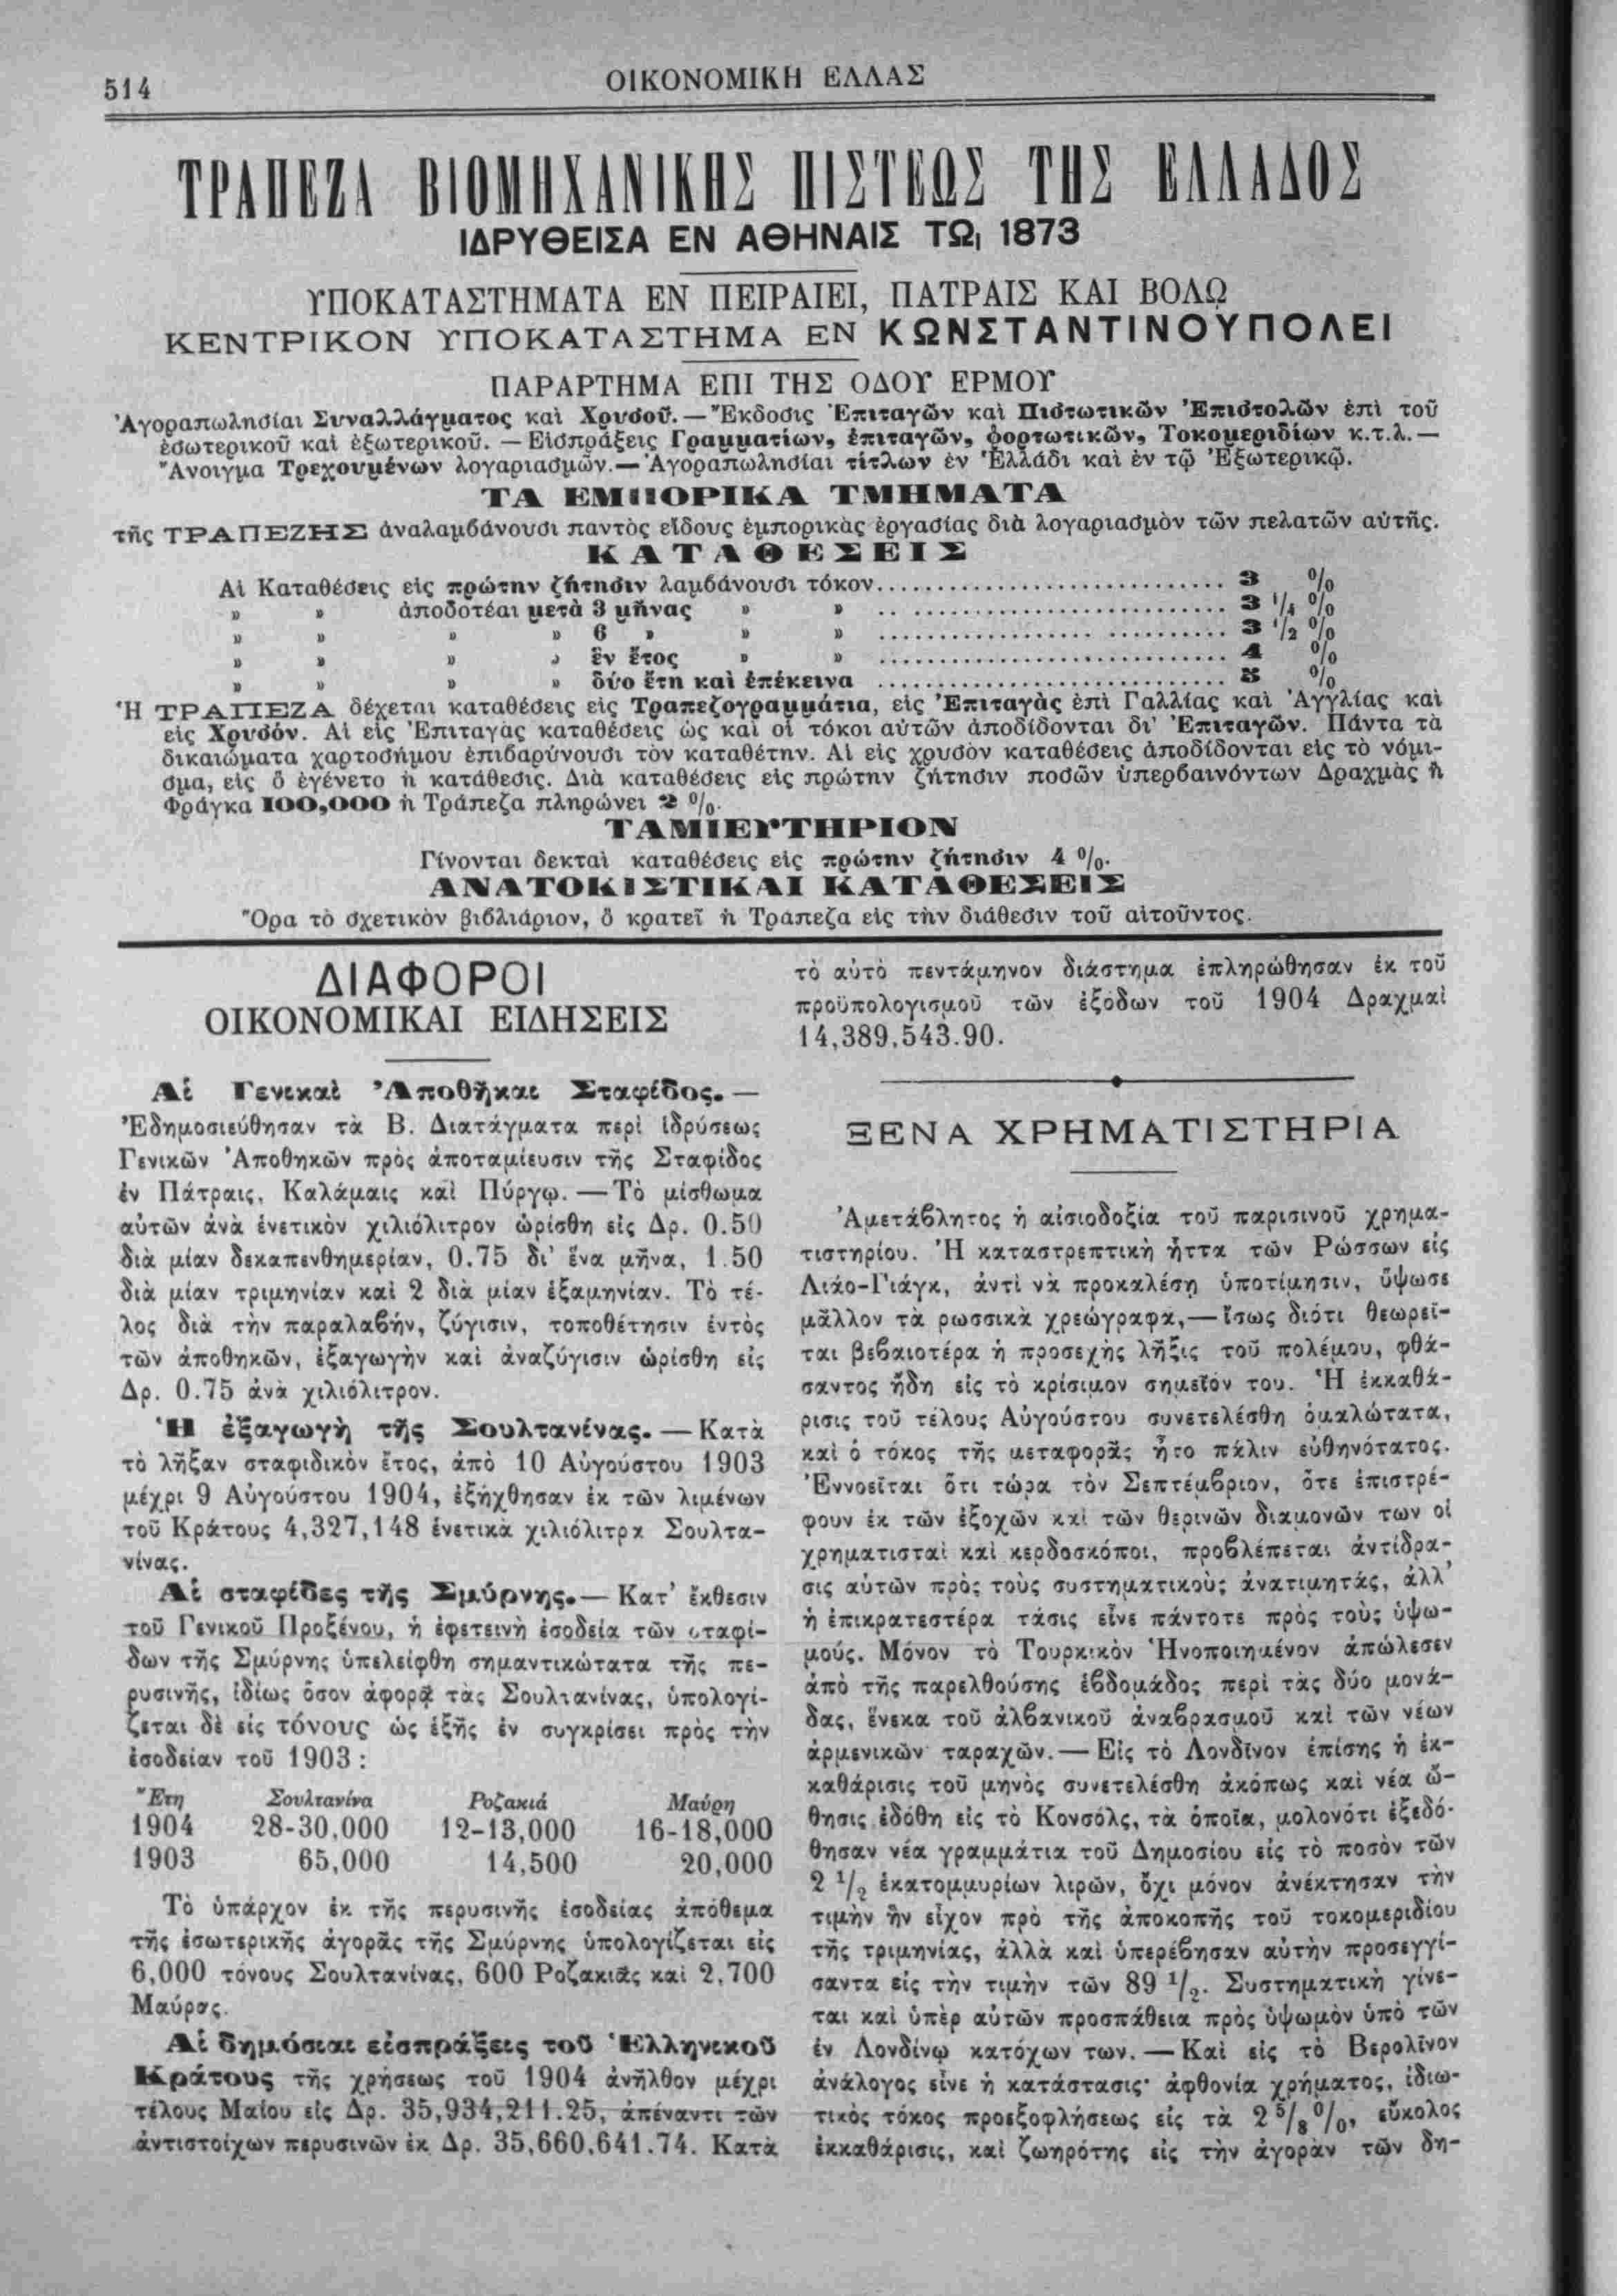 514
ΟΙΚΟΝΟΜΙΚΗ ΕΛΛΑΣ
ΤΡΑΠΕΖΑ ΒΙΟΜΗΧΑΝΙΚΗΣ ΠΙΣΤΕΩΣ ΤΗΣ ΕΛΛΑΔΟΣ
ΙΔΡΥΘΕΙΣΑ ΕΝ ΑΘΗΝΑΙΣ ΤΩι 1873
ΥΠΟΚΑΤΑΣΤΗΜΑΤΑ ΕΝ ΠΕΙΡΑΙΕΙ, ΠΑΤΡΑΙΣ ΚΑΙ ΒΟΛῼ
ΚΕΝΤΡΙΚΟΝ ΥΠΟΚΑΤΑΣΤΗΜΑ ΕΝ ΚΩΝΣΤΑΝΤΙΝΟΥΠΟΛΕΙ
ΠΑΡΑΡΤΗΜΑ ΕΠΙ ΤΗΣ ΟΔΟΥ ΕΡΜΟΥ
Ἀγοραπωλησίαι Συναλλάγματος καὶ Χρυσοῦ.—Ἔκδοσις Ἐπιταγῶν καὶ Πιστωτικῶν Ἐπιστολῶν ἐπὶ τοῦ
ἐσωτερικοῦ καὶ ἐξωτερικοῦ. — Εἰσπράξεις Γραμματίων, ἐπιταγῶν, φορτωτικῶν, Τοκομεριδίων κ.τ.λ.—
Ἄνοιγμα Τρεχουμένων λογαριασμῶν.— Ἀγοραπωλησίαι τίτλων ἐν Ἑλλάδι καὶ ἐν τῷ Ἐξωτερικῷ.
ΤΑ ΕΜΠΟΡΙΚΑ ΤΜΗΜΑΤΑ
τῆς ΤΡΑΠΕΖΗΣ ἀναλαμβάνουσι παντὸς εἴδους ἐμπορικὰς ἐργασίας διὰ λογαριασμὸν τῶν πελατῶν αὐτῆς.
ΚΑΤΑΘΕΣΕΙΣ
Αἱ Καταθέσεις εἰς πρώτην ζήτησιν λαμβάνουσι τόκον.............................. 3 %
» » ἀποδοτέαι μετὰ 3 μῆνας » » .............................. 3 1/4 %
» » » » 6 » » » .............................. 3 1/2 %
» » » » ἓν ἔτος » » .............................. 4 %
» » » » δύο ἔτη καὶ ἐπέκεινα .............................. 5 %
Ἡ ΤΡΑΠΕΖΑ δέχεται καταθέσεις εἰς Τραπεζογραμμάτια, εἰς Ἐπιταγὰς ἐπὶ Γαλλίας καὶ Ἀγγλίας καὶ
εἰς Χρυσόν. Αἱ εἰς Ἐπιταγὰς καταθέσεις ὡς καὶ οἱ τόκοι αὐτῶν ἀποδίδονται δι' Ἐπιταγῶν. Πάντα τὰ
δικαιώματα χαρτοσήμου ἐπιβαρύνουσι τὸν καταθέτην. Αἱ εἰς χρυσὸν καταθέσεις ἀποδίδονται εἰς τὸ νόμι-
σμα, εἰς ὃ ἐγένετο ἡ κατάθεσις. Διὰ καταθέσεις εἰς πρώτην ζήτησιν ποσῶν ὑπερβαινόντων Δραχμὰς ἢ
Φράγκα 100,000 ἡ Τράπεζα πληρώνει 2 %.
ΤΑΜΙΕΥΤΗΡΙΟΝ
Γίνονται δεκταὶ καταθέσεις εἰς πρώτην ζήτησιν 4 %.
ΑΝΑΤΟΚΙΣΤΙΚΑΙ ΚΑΤΑΘΕΣΕΙΣ
Ὅρα τὸ σχετικὸν βιβλιάριον, ὃ κρατεῖ ἡ Τράπεζα εἰς τὴν διάθεσιν τοῦ αἰτοῦντος.
ΔΙΑΦΟΡΟΙ
ΟΙΚΟΝΟΜΙΚΑΙ ΕΙΔΗΣΕΙΣ
Αἱ Γενικαὶ Ἀποθῆκαι Σταφίδος. —
Ἐδημοσιεύθησαν τὰ Β. Διατάγματα περὶ ἱδρύσεως
Γενικῶν Ἀποθηκῶν πρὸς ἀποταμίευσιν τῆς Σταφίδος
ἐν Πάτραις, Καλάμαις καὶ Πύργῳ. — Τὸ μίσθωμα
αὐτῶν ἀνὰ ἑνετικὸν χιλιόλιτρον ὡρίσθη εἰς Δρ. 0.50
διὰ μίαν δεκαπενθημερίαν, 0.75 δι' ἕνα μῆνα, 1.50
διὰ μίαν τριμηνίαν καὶ 2 διὰ μίαν ἑξαμηνίαν. Τὸ τέ-
λος διὰ τὴν παραλαβήν, ζύγισιν, τοποθέτησιν ἐντὸς
τῶν ἀποθηκῶν, ἐξαγωγὴν καὶ ἀναζύγισιν ὡρίσθη εἰς
Δρ. 0.75 ἀνὰ χιλιόλιτρον.
Ἡ ἐξαγωγὴ τῆς Σουλτανίνας. — Κατὰ
τὸ λῆξαν σταφιδικὸν ἔτος, ἀπὸ 10 Αὐγούστου 1903
μέχρι 9 Αὐγούστου 1904, ἐξήχθησαν ἐκ τῶν λιμένων
τοῦ Κράτους 4,327,148 ἑνετικὰ χιλιόλιτρα Σουλτα-
νίνας.
Αἱ σταφίδες τῆς Σμύρνης.— Κατ' ἔκθεσιν
τοῦ Γενικοῦ Προξένου, ἡ ἐφετεινὴ ἐσοδεία τῶν σταφί-
δων τῆς Σμύρνης ὑπελείφθη σημαντικώτατα τῆς πε-
ρυσινῆς, ἰδίως ὅσον ἀφορᾷ τὰς Σουλτανίνας, ὑπολογί-
ζεται δὲ εἰς τόνους ὡς ἑξῆς ἐν συγκρίσει πρὸς τὴν
ἐσοδείαν τοῦ 1903 :
Ἔτη Σουλτανίνα Ροζακιά Μαύρη
1904 28-30,000 12-13,000 16-18,000
1903 65,000 14,500 20,000
Τὸ ὑπάρχον ἐκ τῆς περυσινῆς ἐσοδείας ἀπόθεμα
τῆς ἐσωτερικῆς ἀγορᾶς τῆς Σμύρνης ὑπολογίζεται εἰς
6,000 τόνους Σουλτανίνας, 600 Ροζακιᾶς καὶ 2,700
Μαύρης.
Αἱ δημόσιαι εἰσπράξεις τοῦ Ἑλληνικοῦ
Κράτους τῆς χρήσεως τοῦ 1904 ἀνῆλθον μέχρι
τέλους Μαΐου εἰς Δρ. 35,934,211.25, ἀπέναντι τῶν
ἀντιστοίχων περυσινῶν ἐκ Δρ. 35,660,641.74. Κατὰ
τὸ αὐτὸ πεντάμηνον διάστημα ἐπληρώθησαν ἐκ τοῦ
προϋπολογισμοῦ τῶν ἐξόδων τοῦ 1904 Δραχμαὶ
14,389,543.90.
ΞΕΝΑ ΧΡΗΜΑΤΙΣΤΗΡΙΑ
Ἀμετάβλητος ἡ αἰσιοδοξία τοῦ παρισινοῦ χρημα-
τιστηρίου. Ἡ καταστρεπτικὴ ἧττα τῶν Ρώσσων εἰς
Λιάο-Γιάγκ, ἀντὶ νὰ προκαλέσῃ ὑποτίμησιν, ὕψωσε
μᾶλλον τὰ ρωσσικὰ χρεώγραφα,— ἴσως διότι θεωρεῖ-
ται βεβαιοτέρα ἡ προσεχὴς λῆξις τοῦ πολέμου, φθά-
σαντος ἤδη εἰς τὸ κρίσιμον σημεῖόν του. Ἡ ἐκκαθά-
ρισις τοῦ τέλους Αὐγούστου συνετελέσθη ὁμαλώτατα,
καὶ ὁ τόκος τῆς μεταφορᾶς ἦτο πάλιν εὐθηνότατος.
Ἐννοεῖται ὅτι τώρα τὸν Σεπτέμβριον, ὅτε ἐπιστρέ-
φουν ἐκ τῶν ἐξοχῶν καὶ τῶν θερινῶν διαμονῶν των οἱ
χρηματισταὶ καὶ κερδοσκόποι, προβλέπεται ἀντίδρα-
σις αὐτῶν πρὸς τοὺς συστηματικοὺς ἀνατιμητάς, ἀλλ'
ἡ ἐπικρατεστέρα τάσις εἶνε πάντοτε πρὸς τοὺς ὑψω-
μούς. Μόνον τὸ Τουρκικὸν Ἡνοποιημένον ἀπώλεσεν
ἀπὸ τῆς παρελθούσης ἑβδομάδος περὶ τὰς δύο μονά-
δας, ἕνεκα τοῦ ἀλβανικοῦ ἀναβρασμοῦ καὶ τῶν νέων
ἀρμενικῶν ταραχῶν.— Εἰς τὸ Λονδῖνον ἐπίσης ἡ ἐκ-
καθάρισις τοῦ μηνὸς συνετελέσθη ἀκόπως καὶ νέα ὤ-
θησις ἐδόθη εἰς τὸ Κονσόλς, τὰ ὁποῖα, μολονότι ἐξεδό-
θησαν νέα γραμμάτια τοῦ Δημοσίου εἰς τὸ ποσὸν τῶν
2 1/2 ἑκατομμυρίων λιρῶν, ὄχι μόνον ἀνέκτησαν τὴν
τιμὴν ἣν εἶχον πρὸ τῆς ἀποκοπῆς τοῦ τοκομεριδίου
τῆς τριμηνίας, ἀλλὰ καὶ ὑπερέβησαν αὐτὴν προσεγγί-
σαντα εἰς τὴν τιμὴν τῶν 89 1/2. Συστηματικὴ γίνε-
ται καὶ ὑπὲρ αὐτῶν προσπάθεια πρὸς ὑψωμὸν ὑπὸ τῶν
ἐν Λονδίνῳ κατόχων των. — Καὶ εἰς τὸ Βερολῖνον
ἀνάλογος εἶνε ἡ κατάστασις· ἀφθονία χρήματος, ἰδιω-
τικὸς τόκος προεξοφλήσεως εἰς τὰ 2 5/8 %, εὔκολος
ἐκκαθάρισις, καὶ ζωηρότης εἰς τὴν ἀγορὰν τῶν δη-